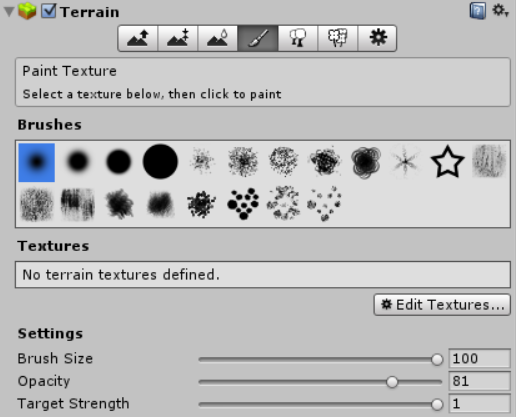 Terrain
Paint Texture
Select a texture below, then click to paint
Brushes
Textures
No terrain textures defined.
Edit Textures...
Settings
Brush Size 100
Opacity 81
Target Strength 1